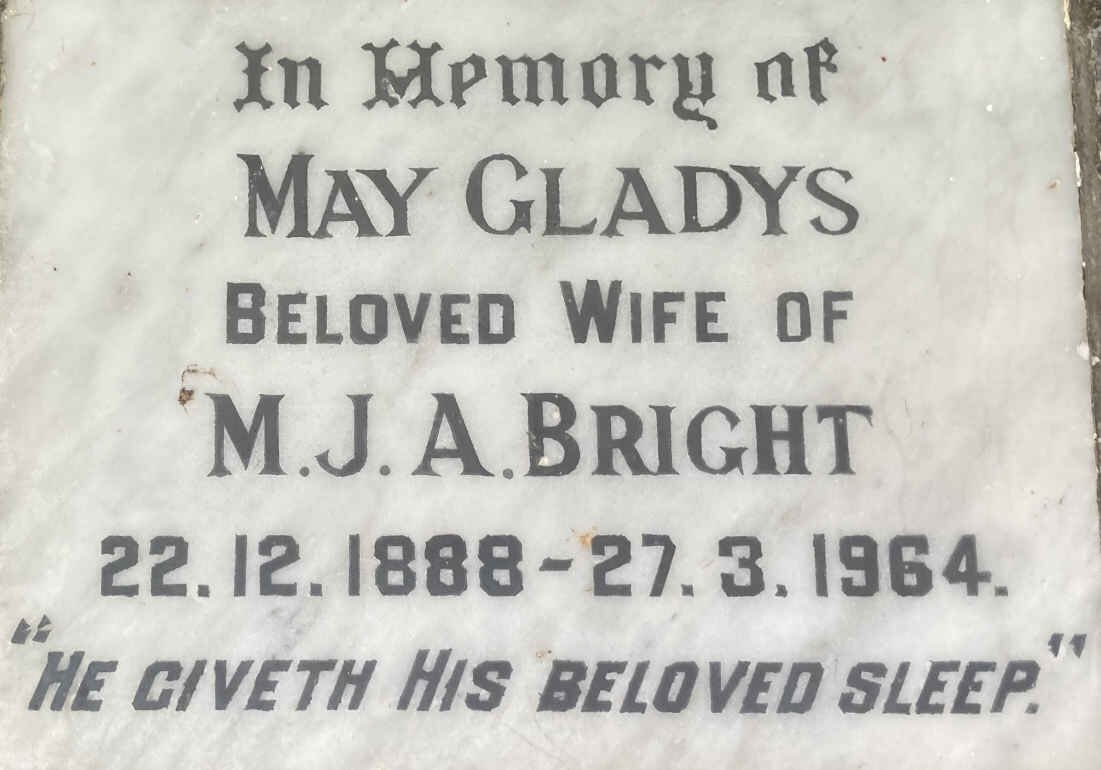 In Memory of
MAY GLADYS
BELOVED WIFE OF
M.J.A.BRIGHT
22.12.1888-27.3.1964.
"HE GIVETH HIS BELOVED SLEEP."